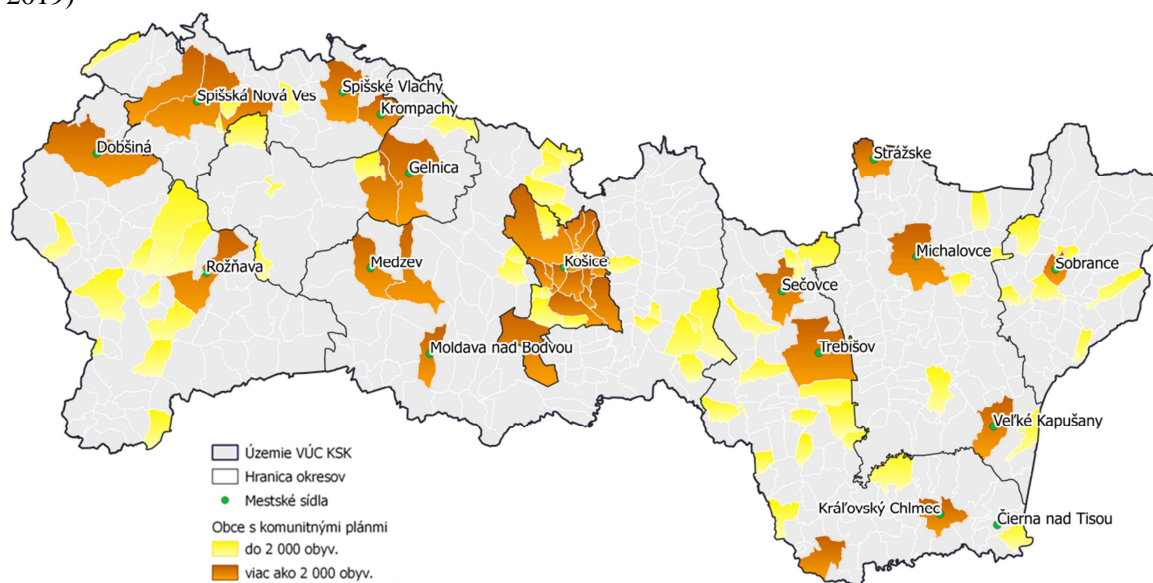 2019)
Spišská Nová Ves
Spišské Vlachy
Krompachy
Dobšiná
Gelnica
Strážske
Rožňava
Medzev
Košice
Michalovce
Sobrance
Sečovce
Moldava nad Bodvou
Trebišov
Veľké Kapušany
Kráľovský Chlmec
Čierna nad Tisou
Územie VÚC KSK
Hranica okresov
Mestské sídla
Obce s komunitnými plánmi
do 2 000 obyv.
viac ako 2 000 obyv.